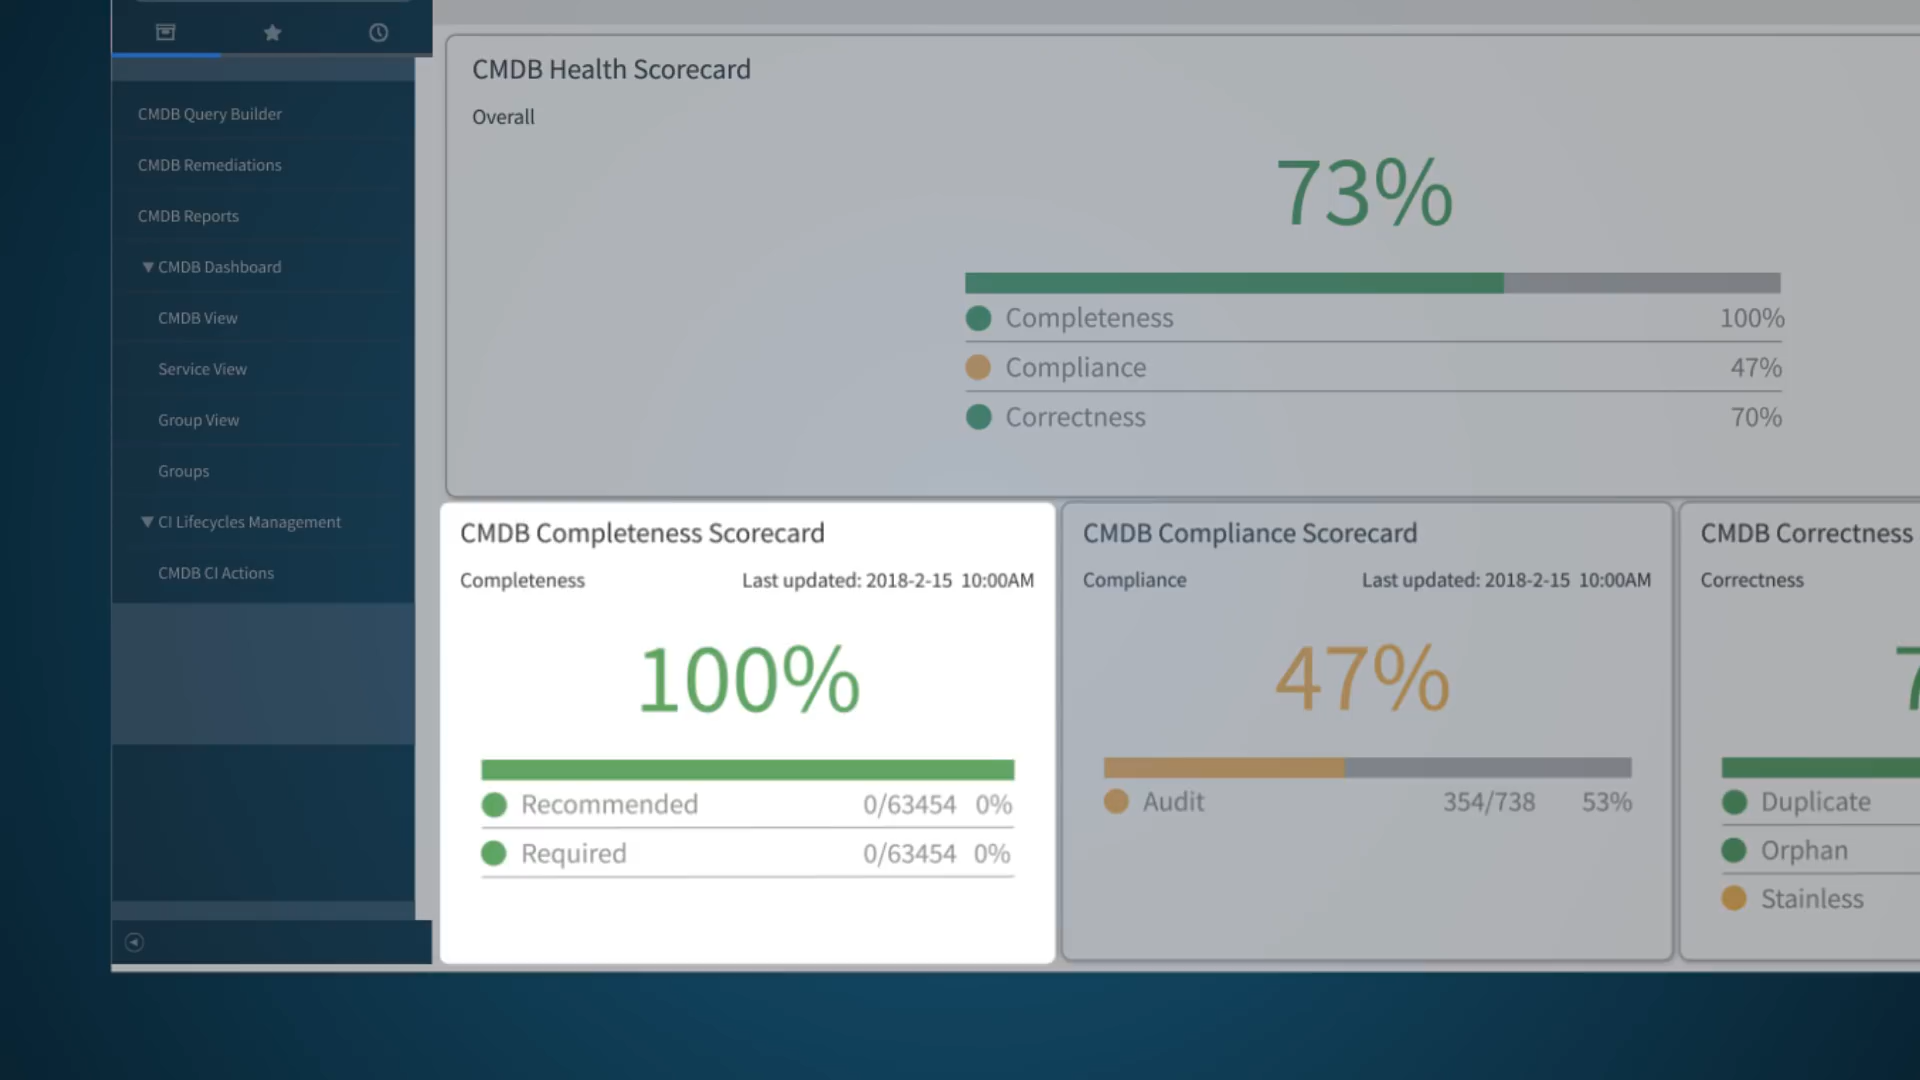 CMDB Query Builder
CMDB Remediations
CMDB Reports
▼ CMDB Dashboard
CMDB View
Service View
Group View
Groups
▼ CI Lifecycles Management
CMDB CI Actions
CMDB Health Scorecard
Overall
73%
Completeness 100%
Compliance 47%
Correctness 70%
CMDB Completeness Scorecard
Completeness Last updated: 2018-2-15 10:00AM
100%
Recommended 0/63454 0%
Required 0/63454 0%
CMDB Compliance Scorecard
Compliance Last updated: 2018-2-15 10:00AM
47%
Audit 354/738 53%
CMDB Correctness
Correctness
7
Duplicate
Orphan
Stainless